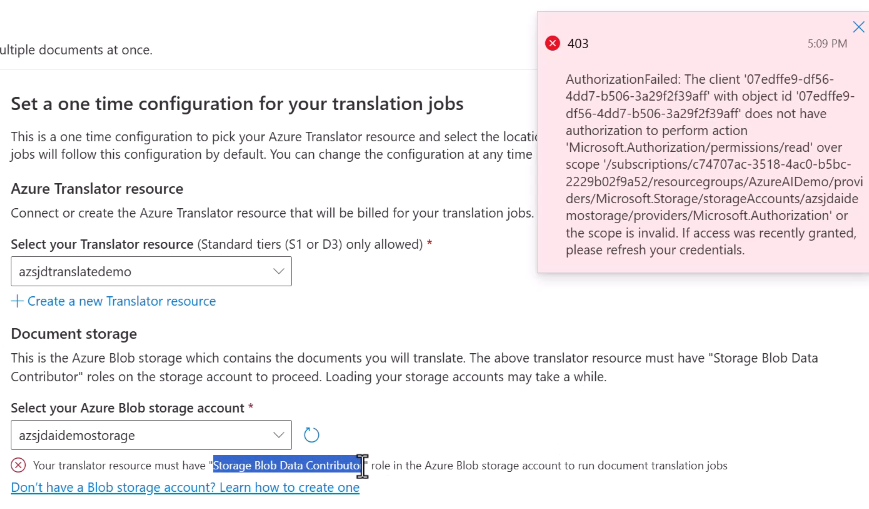 ultiple documents at once.
403
5:09 PM
AuthorizationFailed: The client '07edffe9-df56-
4dd7-b506-3a29f2f39aff' with object id '07edffe9-
df56-4dd7-b506-3a29f2f39aff' does not have
authorization to perform action
'Microsoft.Authorization/permissions/read' over
scope '/subscriptions/c74707ac-3518-4ac0-b5bc-
2229b02f9a52/resourcegroups/AzureAIDemo/provi
ders/Microsoft.Storage/storageAccounts/azsjdaide
mostorage/providers/Microsoft.Authorization' or
the scope is invalid. If access was recently granted,
please refresh your credentials.
Set a one time configuration for your translation jobs
This is a one time configuration to pick your Azure Translator resource and select the locatio
jobs will follow this configuration by default. You can change the configuration at any time
Azure Translator resource
Connect or create the Azure Translator resource that will be billed for your translation jobs.
Select your Translator resource (Standard tiers (S1 or D3) only allowed) *
azsjdtranslatedemo
Create a new Translator resource
Document storage
This is the Azure Blob storage which contains the documents you will translate. The above translator resource must have "Storage Blob Data
Contributor" roles on the storage account to proceed. Loading your storage accounts may take a while.
Select your Azure Blob storage account *
azsjdaidemostorage
Your translator resource must have "Storage Blob Data Contributor" role in the Azure Blob storage account to run document translation jobs
Don't have a Blob storage account? Learn how to create one